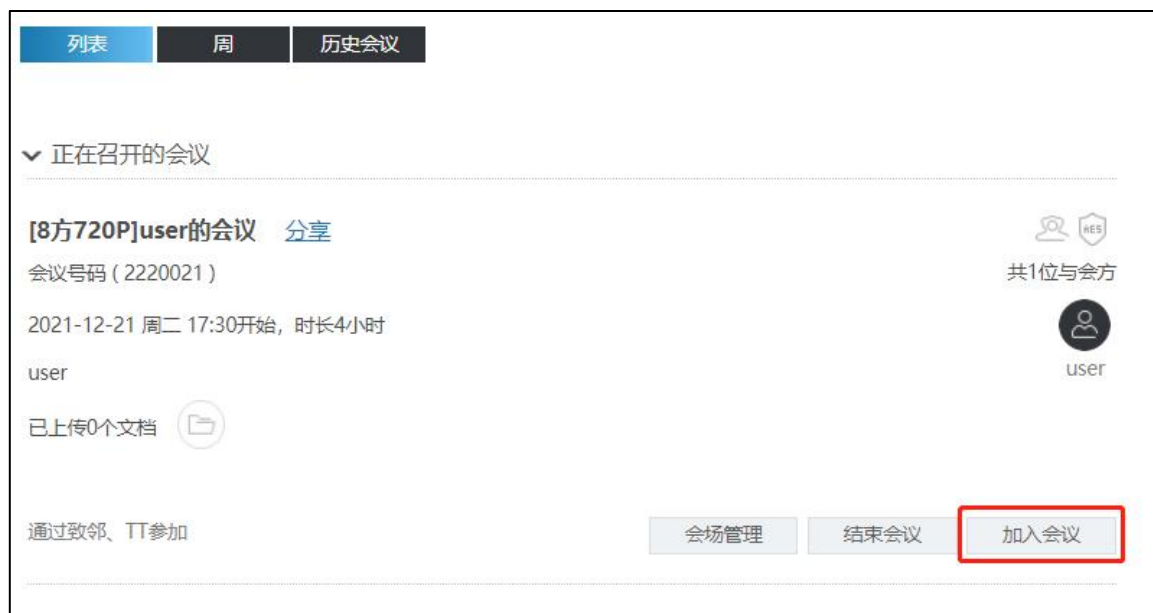 列表 周 历史会议
正在召开的会议
[8方720P]user的会议 分享
AES
会议号码 ( 2220021 ) 共1位与会方
2021-12-21 周二 17:30开始，时长4小时
user user
已上传0个文档
通过致邻、TT参加 会场管理 结束会议 加入会议